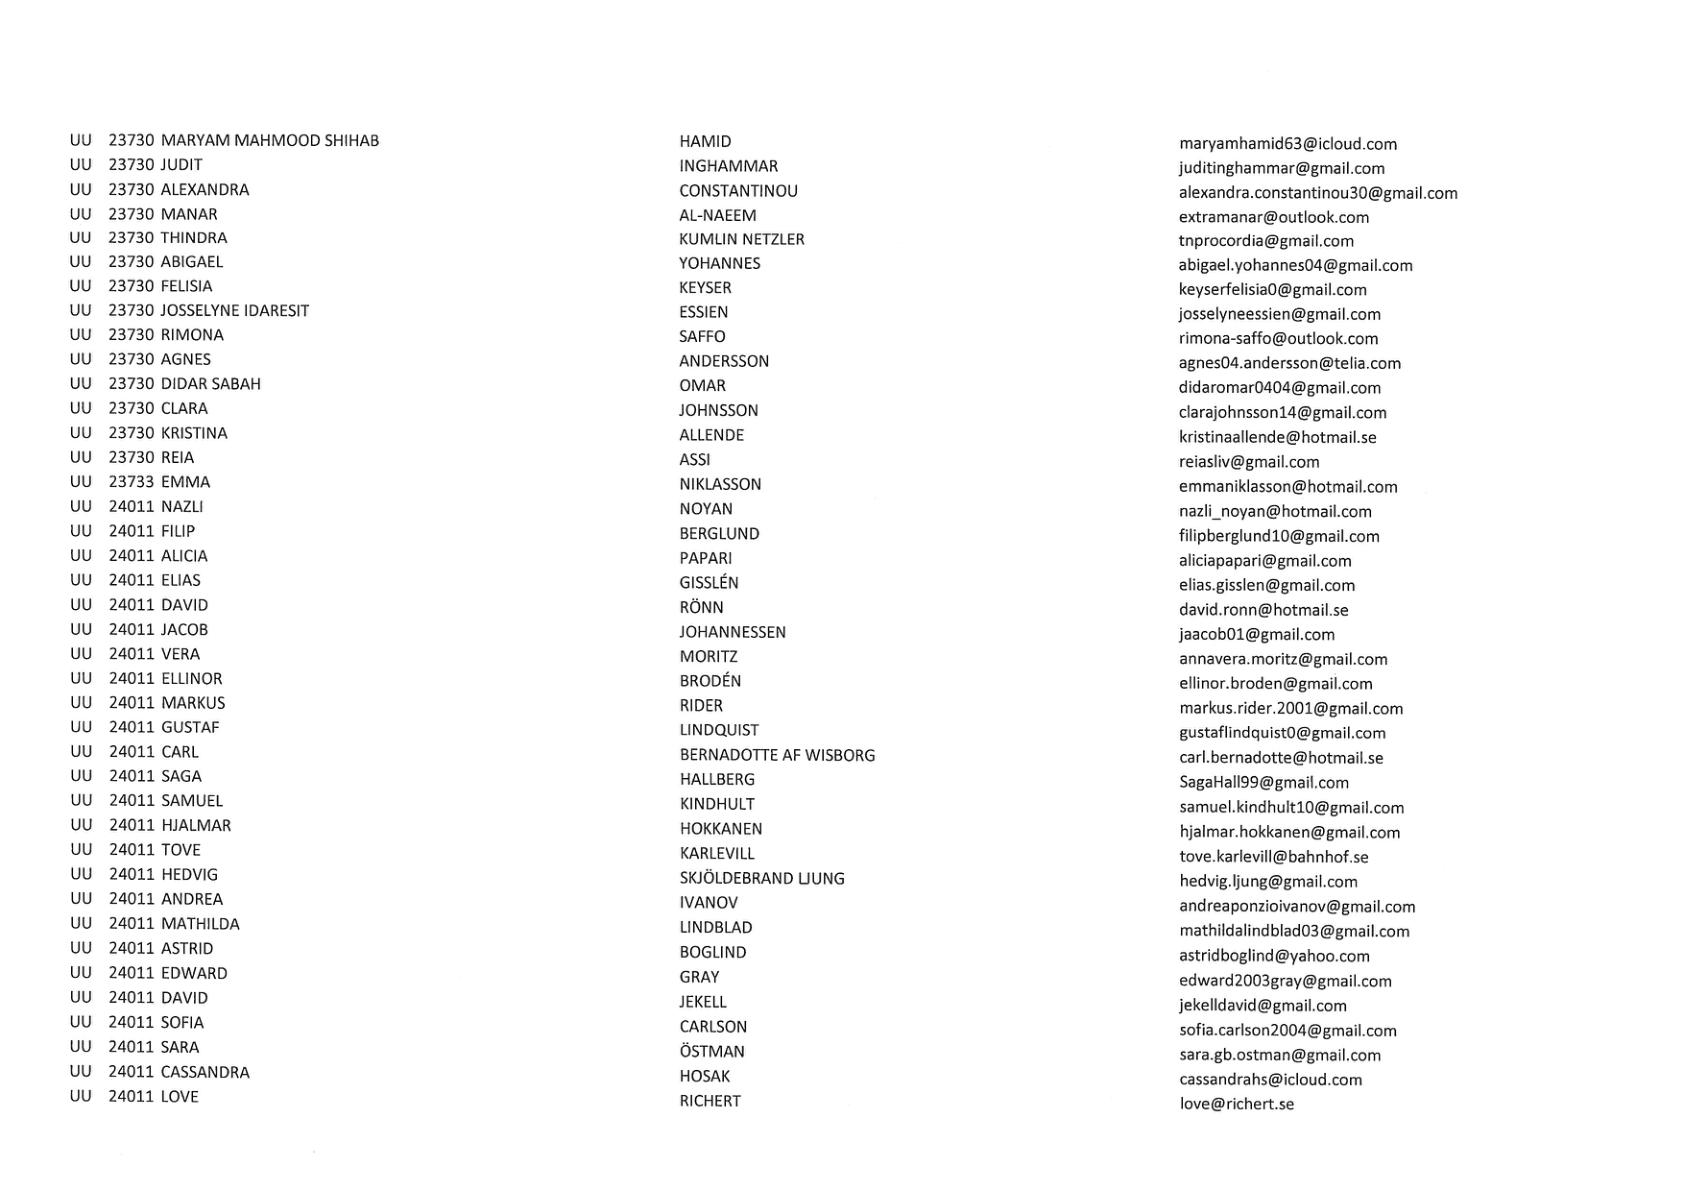 UU 23730 MARYAM MAHMOOD SHIHAB HAMID maryamhamid63@icloud.com
UU 23730 JUDIT INGHAMMAR juditinghammar@gmail.com
UU 23730 ALEXANDRA CONSTANTINOU alexandra.constantinou30@gmail.com
UU 23730 MANAR AL-NAEEM extramanar@outlook.com
UU 23730 THINDRA KUMLIN NETZLER tnprocordia@gmail.com
UU 23730 ABIGAEL YOHANNES abigael.yohannes04@gmail.com
UU 23730 FELISIA KEYSER keyserfelisia0@gmail.com
UU 23730 JOSSELYNE IDARESIT ESSIEN josselyneessien@gmail.com
UU 23730 RIMONA SAFFO rimona-saffo@outlook.com
UU 23730 AGNES ANDERSSON agnes04.andersson@telia.com
UU 23730 DIDAR SABAH OMAR didaromar0404@gmail.com
UU 23730 CLARA JOHNSSON clarajohnsson14@gmail.com
UU 23730 KRISTINA ALLENDE kristinaallende@hotmail.se
UU 23730 REIA ASSI reiasliv@gmail.com
UU 23733 EMMA NIKLASSON emmaniklasson@hotmail.com
UU 24011 NAZLI NOYAN nazli_noyan@hotmail.com
UU 24011 FILIP BERGLUND filipberglund10@gmail.com
UU 24011 ALICIA PAPARI aliciapapari@gmail.com
UU 24011 ELIAS GISSLÉN elias.gisslen@gmail.com
UU 24011 DAVID RÖNN david.ronn@hotmail.se
UU 24011 JACOB JOHANNESSEN jaacob01@gmail.com
UU 24011 VERA MORITZ annavera.moritz@gmail.com
UU 24011 ELLINOR BRODÉN ellinor.broden@gmail.com
UU 24011 MARKUS RIDER markus.rider.2001@gmail.com
UU 24011 GUSTAF LINDQUIST gustaflindquist0@gmail.com
UU 24011 CARL BERNADOTTE AF WISBORG carl.bernadotte@hotmail.se
UU 24011 SAGA HALLBERG SagaHall99@gmail.com
UU 24011 SAMUEL KINDHULT samuel.kindhult10@gmail.com
UU 24011 HJALMAR HOKKANEN hjalmar.hokkanen@gmail.com
UU 24011 TOVE KARLEVILL tove.karlevill@bahnhof.se
UU 24011 HEDVIG SKJÖLDEBRAND LJUNG hedvig.ljung@gmail.com
UU 24011 ANDREA IVANOV andreaponzioivanov@gmail.com
UU 24011 MATHILDA LINDBLAD mathildalindblad03@gmail.com
UU 24011 ASTRID BOGLIND astridboglind@yahoo.com
UU 24011 EDWARD GRAY edward2003gray@gmail.com
UU 24011 DAVID JEKELL jekelldavid@gmail.com
UU 24011 SOFIA CARLSON sofia.carlson2004@gmail.com
UU 24011 SARA ÖSTMAN sara.gb.ostman@gmail.com
UU 24011 CASSANDRA HOSAK cassandrahs@icloud.com
UU 24011 LOVE RICHERT love@richert.se